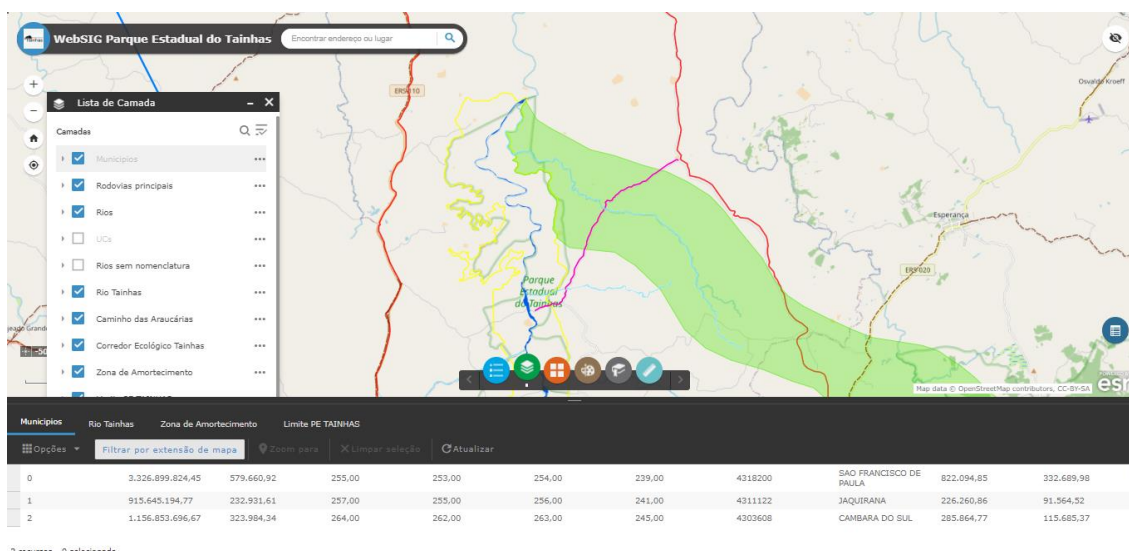 WebSIG Parque Estadual do Tainhas
Encontrar endereço ou lugar
ERS 110
Osvaldo Kroeff
Lista de Camada
Camadas
Municipios
Rodovias principais
Rios
UCs
Rios sem nomenclatura
Rio Tainhas
Caminho das Araucárias
Corredor Ecológico Tainhas
Zona de Amortecimento
Esperança
ERS 020
Parque
Estadual
do Tainhas
Grande
Map data © OpenStreetMap contributors, CC-BY-SA
esri
Municipios Rio Tainhas Zona de Amortecimento Limite PE TAINHAS
Opções Filtrar por extensão de mapa Zoom para Limpar seleção Atualizar
0 3.326.899.824,45 579.660,92 255,00 253,00 254,00 239,00 4318200 SAO FRANCISCO DE PAULA 822.094,85 332.689,98
1 915.645.194,77 232.931,61 257,00 255,00 256,00 241,00 4311122 JAQUIRANA 226.260,86 91.564,52
2 1.156.853.696,67 323.984,34 264,00 262,00 263,00 245,00 4303608 CAMBARA DO SUL 285.864,77 115.685,37